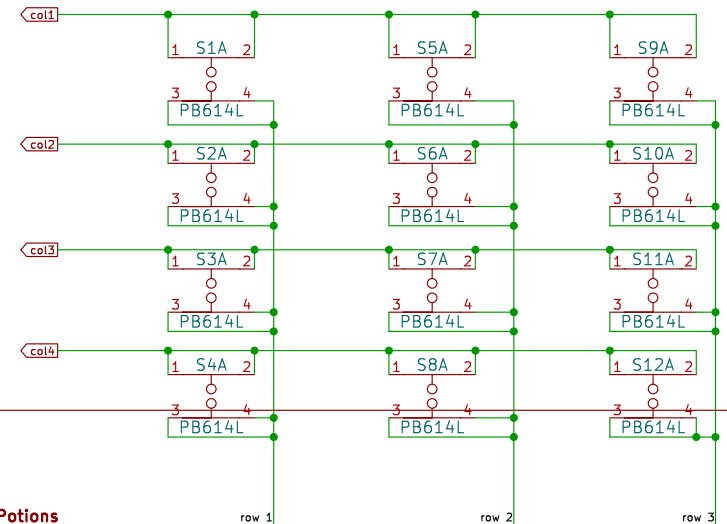 col1
1 S1A 2 1 S5A 2 1 S9A 2
3 4 3 4 3 4
PB614L PB614L PB614L
col2
1 S2A 2 1 S6A 2 1 S10A 2
3 4 3 4 3 4
PB614L PB614L PB614L
col3
1 S3A 2 1 S7A 2 1 S11A 2
3 4 3 4 3 4
PB614L PB614L PB614L
col4
1 S4A 2 1 S8A 2 1 S12A 2
3 4 3 4 3 4
PB614L PB614L PB614L
Potions row 1 row 2 row 3